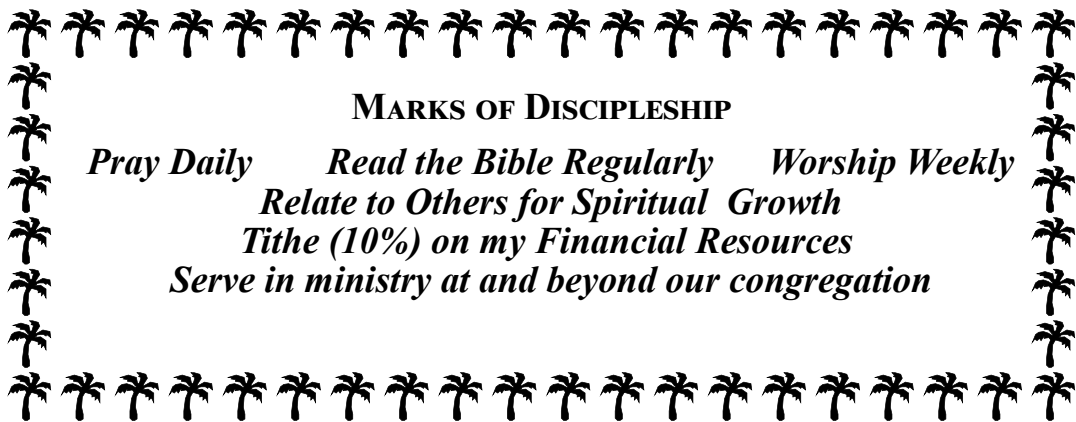 Marks of Discipleship
Pray Daily Read the Bible Regularly Worship Weekly
Relate to Others for Spiritual Growth
Tithe (10%) on my Financial Resources
Serve in ministry at and beyond our congregation